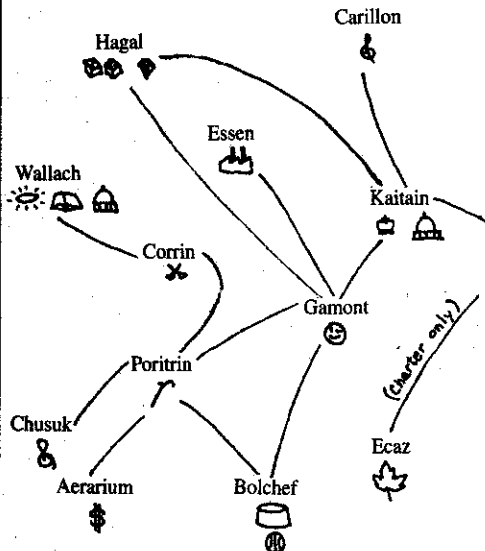 Carillon
Hagal
Essen
Wallach
Kaitain
Corrin
Gamont
(Charter only)
Poritrin
Chusuk
Ecaz
Aerarium
Bolchef
$